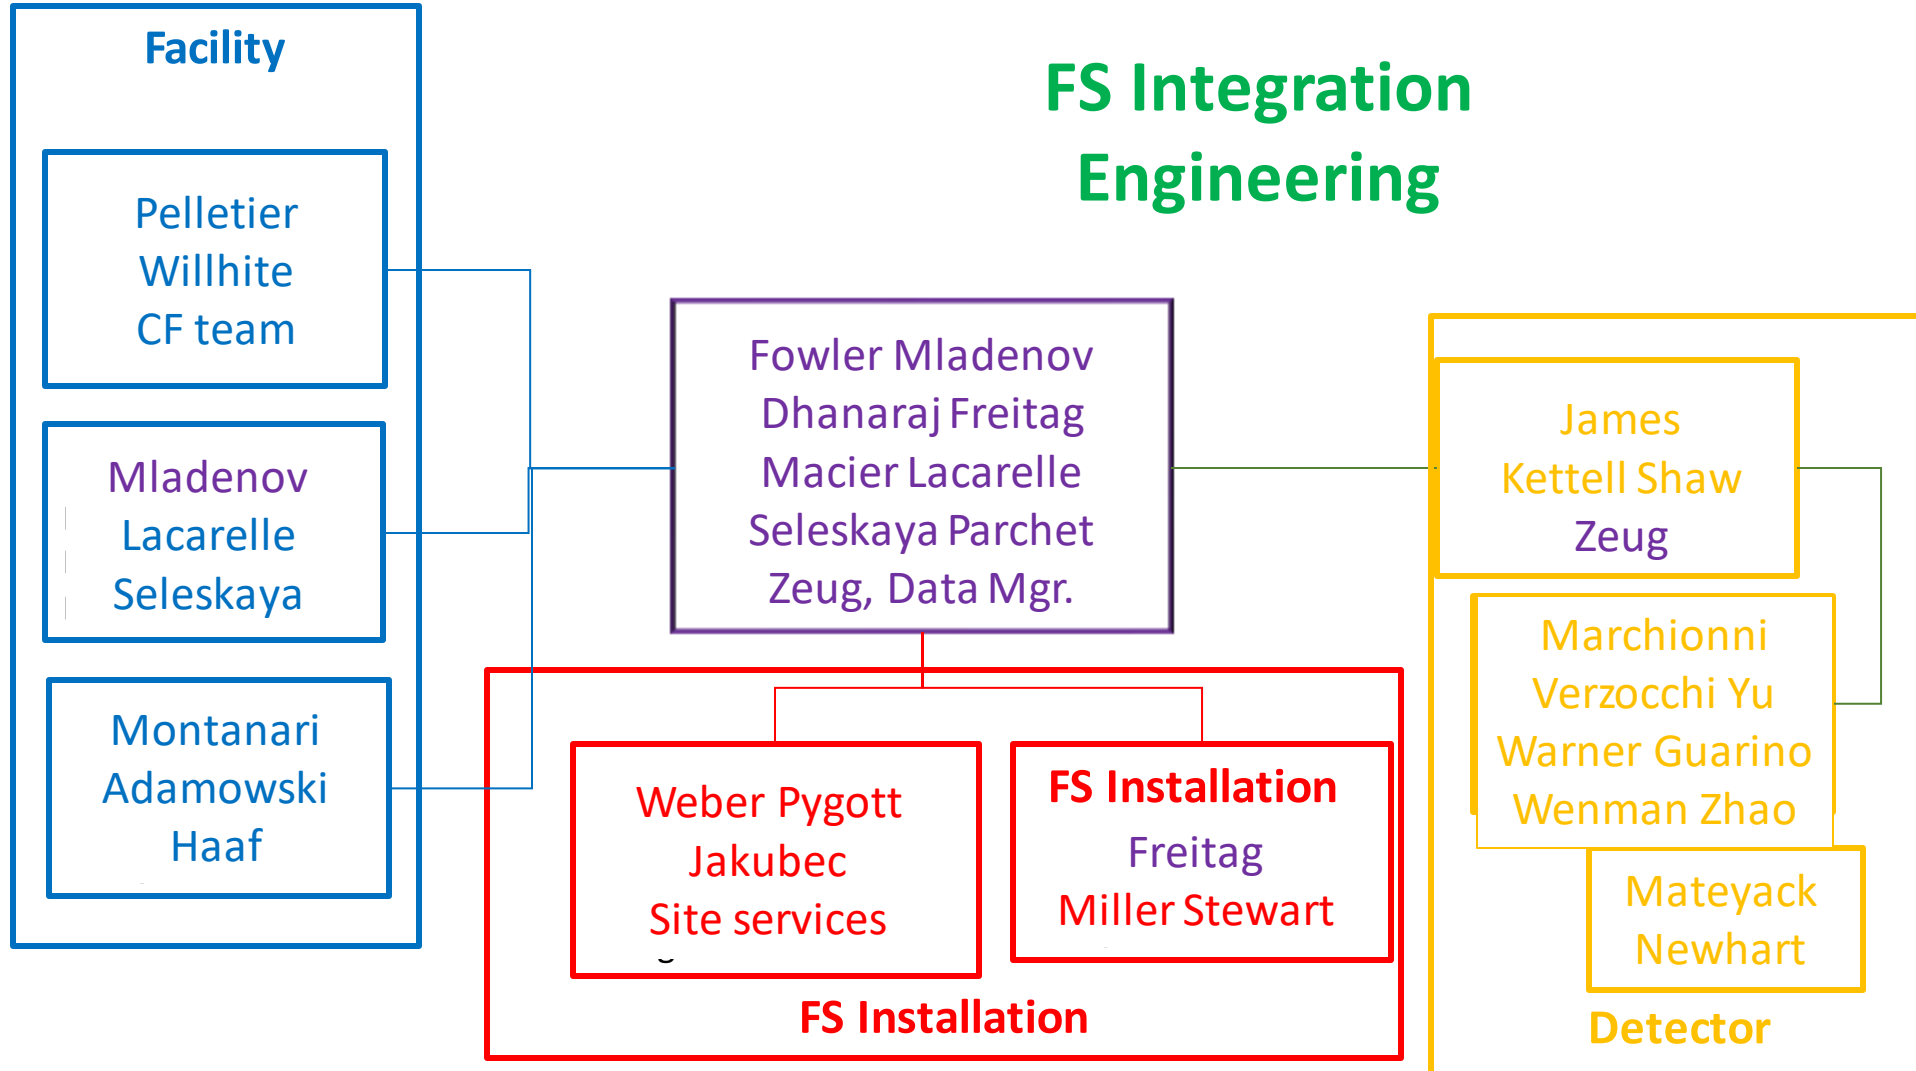 Facility
FS Integration
Engineering
Pelletier
Willhite
CF team
Mladenov
Lacarelle
Seleskaya
Montanari
Adamowski
Haaf
Fowler Mladenov
Dhanaraj Freitag
Macier Lacarelle
Seleskaya Parchet
Zeug, Data Mgr.
Weber Pygott
Jakubec
Site services
FS Installation
Freitag
Miller Stewart
FS Installation
James
Kettell Shaw
Zeug
Marchionni
Verzocchi Yu
Warner Guarino
Wenman Zhao
Mateyack
Newhart
Detector